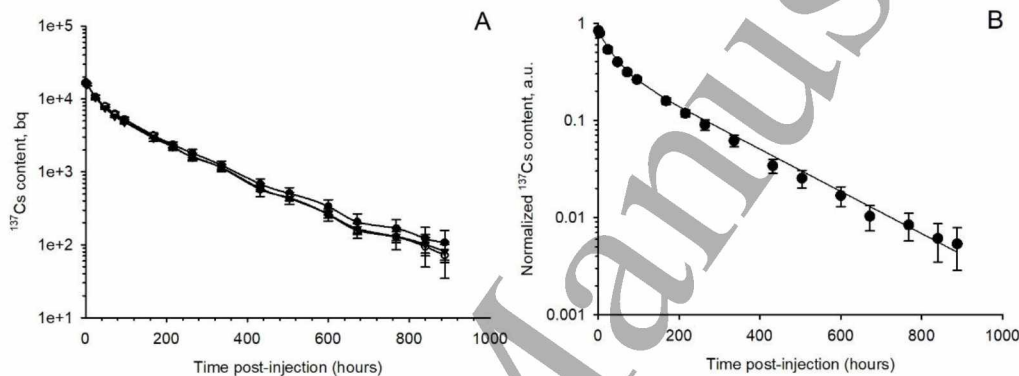 A
1e+5
1e+4
1e+3
1e+2
1e+1
¹³⁷Cs content, bq
0 200 400 600 800 1000
Time post-injection (hours)
B
1
0.1
0.01
0.001
Normalized ¹³⁷Cs content, a.u.
0 200 400 600 800 1000
Time post-injection (hours)
Manus